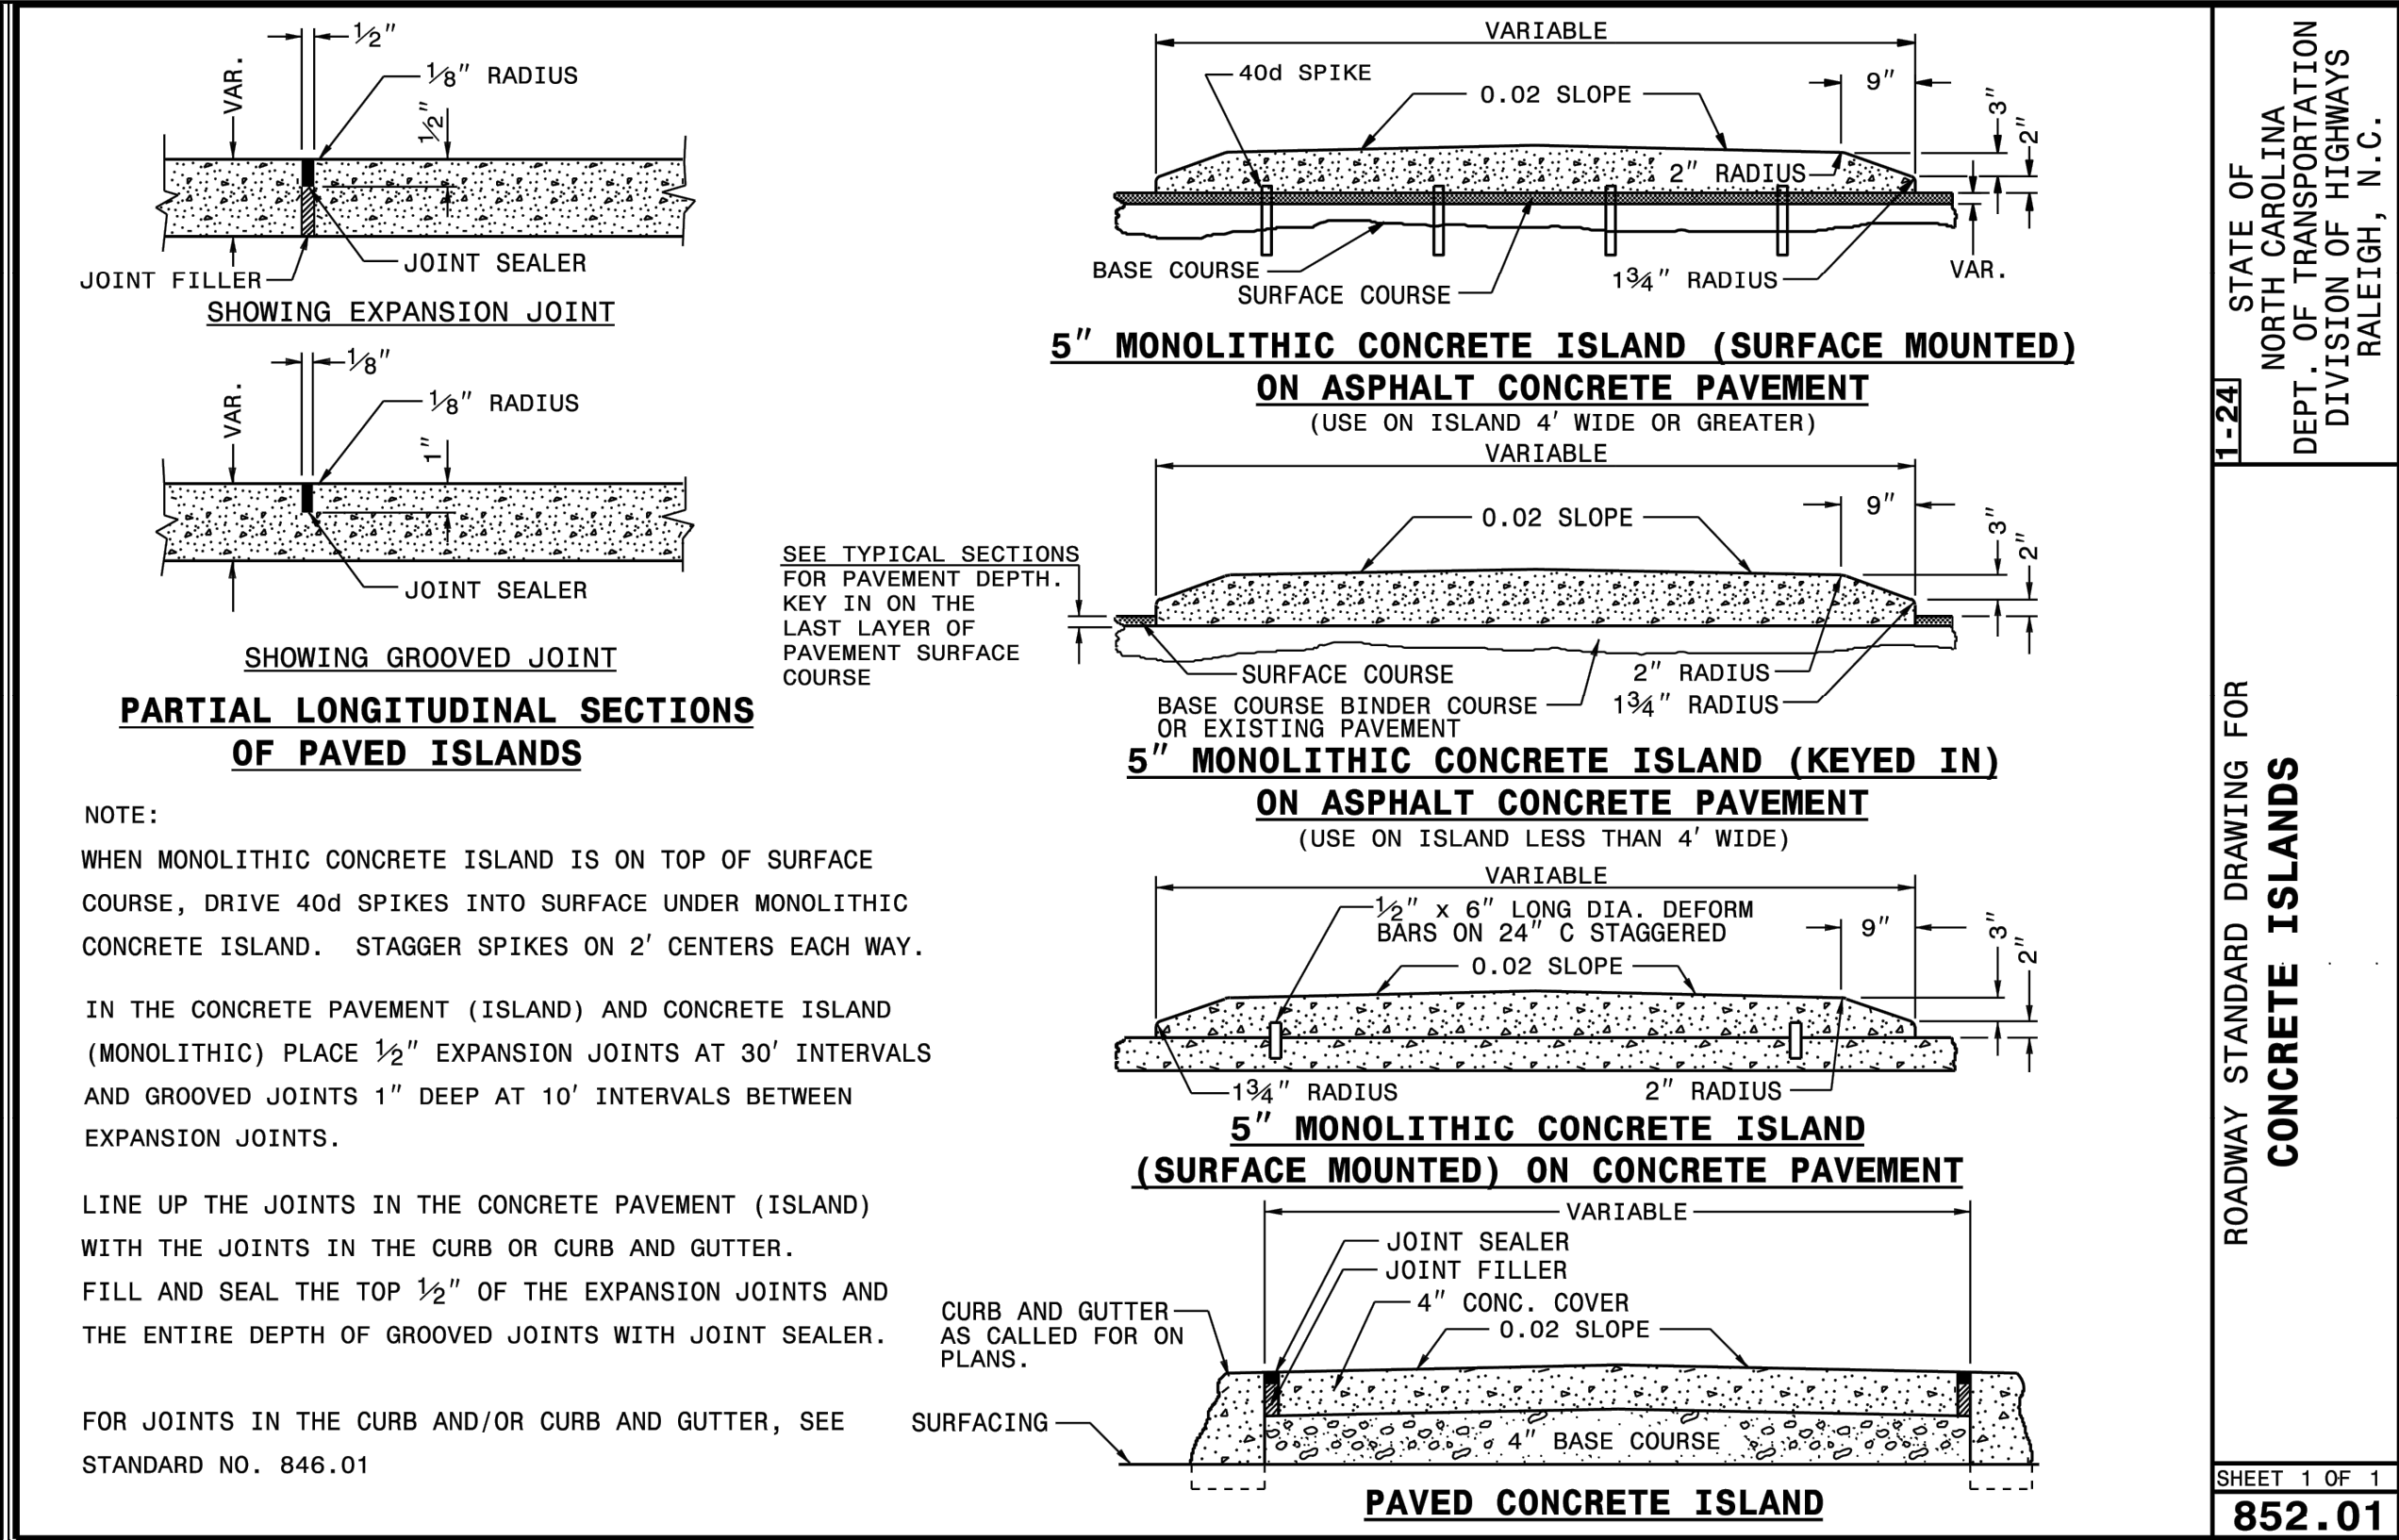 ½"
⅛" RADIUS
VAR.
½"
JOINT SEALER
JOINT FILLER
SHOWING EXPANSION JOINT
⅛"
⅛" RADIUS
VAR.
1"
JOINT SEALER
SHOWING GROOVED JOINT
PARTIAL LONGITUDINAL SECTIONS
OF PAVED ISLANDS
NOTE:
WHEN MONOLITHIC CONCRETE ISLAND IS ON TOP OF SURFACE
COURSE, DRIVE 40d SPIKES INTO SURFACE UNDER MONOLITHIC
CONCRETE ISLAND. STAGGER SPIKES ON 2' CENTERS EACH WAY.
IN THE CONCRETE PAVEMENT (ISLAND) AND CONCRETE ISLAND
(MONOLITHIC) PLACE ½" EXPANSION JOINTS AT 30' INTERVALS
AND GROOVED JOINTS 1" DEEP AT 10' INTERVALS BETWEEN
EXPANSION JOINTS.
LINE UP THE JOINTS IN THE CONCRETE PAVEMENT (ISLAND)
WITH THE JOINTS IN THE CURB OR CURB AND GUTTER.
FILL AND SEAL THE TOP ½" OF THE EXPANSION JOINTS AND
THE ENTIRE DEPTH OF GROOVED JOINTS WITH JOINT SEALER.
FOR JOINTS IN THE CURB AND/OR CURB AND GUTTER, SEE
STANDARD NO. 846.01
VARIABLE
40d SPIKE
0.02 SLOPE
9"
3"
2"
2" RADIUS
BASE COURSE
SURFACE COURSE
1¾" RADIUS
VAR.
5" MONOLITHIC CONCRETE ISLAND (SURFACE MOUNTED)
ON ASPHALT CONCRETE PAVEMENT
(USE ON ISLAND 4' WIDE OR GREATER)
VARIABLE
0.02 SLOPE
9"
3"
2"
SEE TYPICAL SECTIONS
FOR PAVEMENT DEPTH.
KEY IN ON THE
LAST LAYER OF
PAVEMENT SURFACE
COURSE
SURFACE COURSE
2" RADIUS
BASE COURSE BINDER COURSE
OR EXISTING PAVEMENT
1¾" RADIUS
5" MONOLITHIC CONCRETE ISLAND (KEYED IN)
ON ASPHALT CONCRETE PAVEMENT
(USE ON ISLAND LESS THAN 4' WIDE)
VARIABLE
½" x 6" LONG DIA. DEFORM
BARS ON 24" C STAGGERED
9"
3"
2"
0.02 SLOPE
1¾" RADIUS
2" RADIUS
5" MONOLITHIC CONCRETE ISLAND
(SURFACE MOUNTED) ON CONCRETE PAVEMENT
VARIABLE
JOINT SEALER
JOINT FILLER
4" CONC. COVER
0.02 SLOPE
CURB AND GUTTER
AS CALLED FOR ON
PLANS.
SURFACING
4" BASE COURSE
PAVED CONCRETE ISLAND
STATE OF
NORTH CAROLINA
DEPT. OF TRANSPORTATION
DIVISION OF HIGHWAYS
RALEIGH, N.C.
1-24
ROADWAY STANDARD DRAWING FOR
CONCRETE ISLANDS
SHEET 1 OF 1
852.01